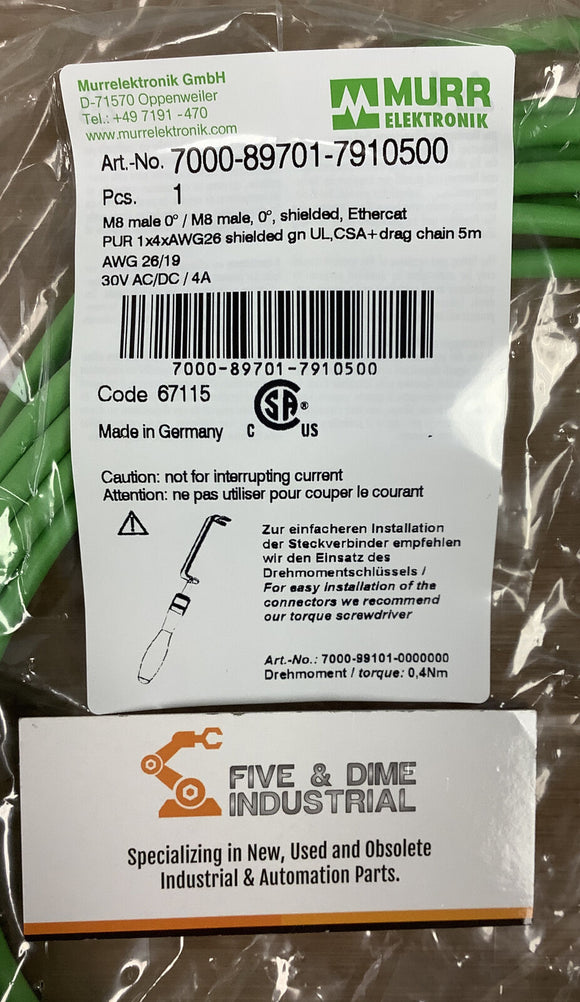 Murrelektronik GmbH
D-71570 Oppenweiler
Tel.: +49 7191 - 470
www.murrelektronik.com
MURR
ELEKTRONIK
Art.-No. 7000-89701-7910500
Pcs. 1
M8 male 0° / M8 male, 0°, shielded, Ethercat
PUR 1x4xAWG26 shielded gn UL,CSA+drag chain 5m
AWG 26/19
30V AC/DC / 4A
7000-89701-7910500
Code 67115
Made in Germany
C SA ® US
Caution: not for interrupting current
Attention: ne pas utiliser pour couper le courant
Zur einfacheren Installation
der Steckverbinder empfehlen
wir den Einsatz des
Drehmomentschlüssels /
For easy installation of the
connectors we recommend
our torque screwdriver
Art.-No.: 7000-99101-0000000
Drehmoment / torque: 0,4Nm
FIVE & DIME
INDUSTRIAL
Specializing in New, Used and Obsolete
Industrial & Automation Parts.